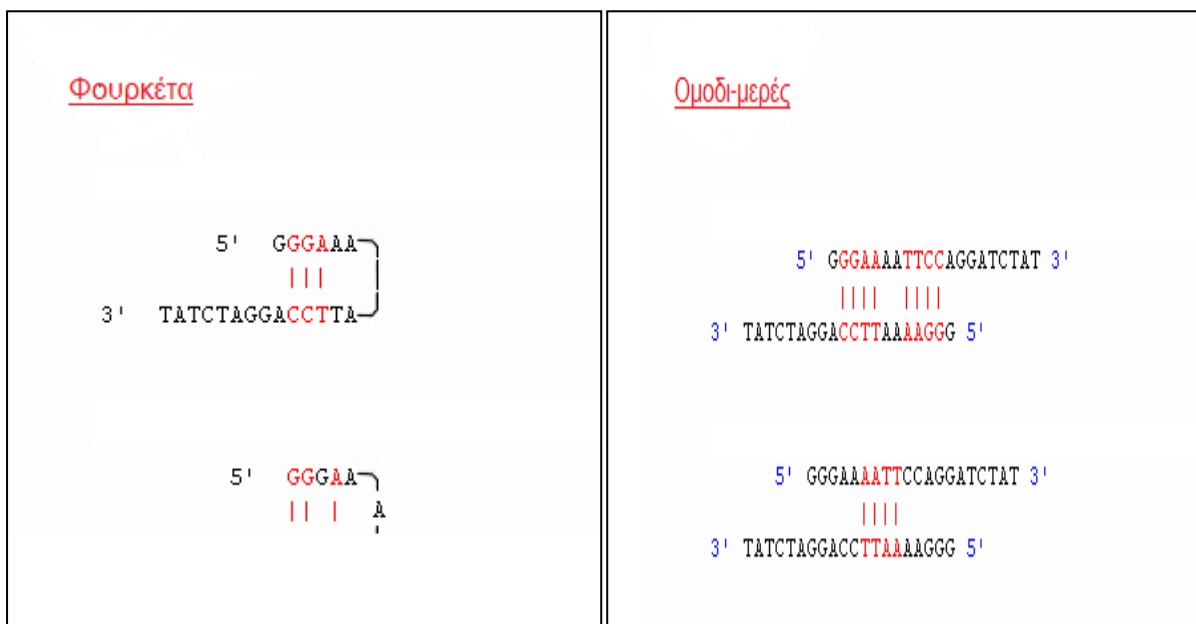 Φουρκέτα
5' GGGAAA
|||
3' TATCTAGGACCTTA
5' GGGAA
|| |
A
Ομοδι-μερές
5' GGGAAAATTCCAGGATCTAT 3'
|||| ||||
3' TATCTAGGACCTTAAAAGGG 5'
5' GGGAAAATTCCAGGATCTAT 3'
||||
3' TATCTAGGACCTTAAAAGGG 5'